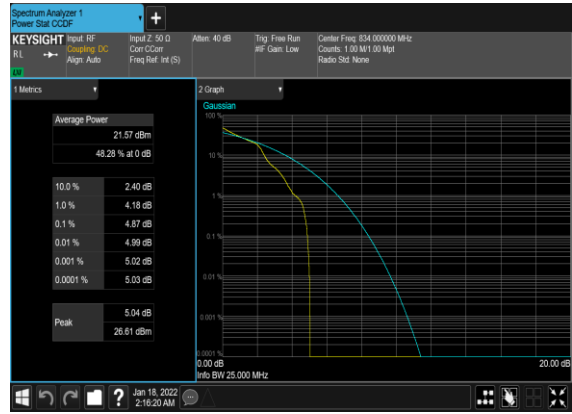 Spectrum Analyzer 1
Power Stat CCDF
KEYSIGHT
RL
Input: RF
Coupling: DC
Align: Auto
Input Z: 50 Ω
Corr CCorr
Freq Ref: Int (S)
Atten: 40 dB
Trig: Free Run
#IF Gain: Low
Center Freq: 834.000000 MHz
Counts: 1.00 M/1.00 Mpt
Radio Std: None
LW
1 Metrics
Average Power
21.57 dBm
48.28 % at 0 dB
10.0 % 2.40 dB
1.0 % 4.18 dB
0.1 % 4.87 dB
0.01 % 4.99 dB
0.001 % 5.02 dB
0.0001 % 5.03 dB
Peak
5.04 dB
26.61 dBm
2 Graph
Gaussian
100 %
10 %
1 %
0.1 %
0.01 %
0.001 %
0.0001 %
0.00 dB 20.00 dB
Info BW 25.000 MHz
?
Jan 18, 2022
2:16:20 AM